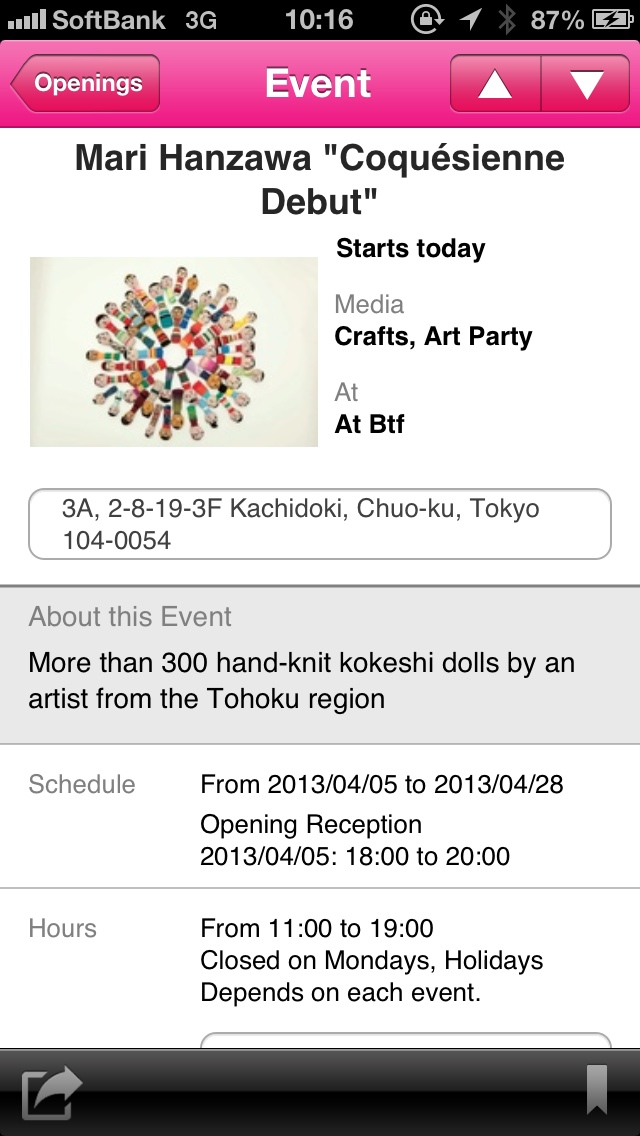 SoftBank 3G 10:16 87%
Openings Event
Mari Hanzawa "Coquésienne
Debut"
Starts today
Media
Crafts, Art Party
At
At Btf
3A, 2-8-19-3F Kachidoki, Chuo-ku, Tokyo
104-0054
About this Event
More than 300 hand-knit kokeshi dolls by an
artist from the Tohoku region
Schedule From 2013/04/05 to 2013/04/28
Opening Reception
2013/04/05: 18:00 to 20:00
Hours From 11:00 to 19:00
Closed on Mondays, Holidays
Depends on each event.